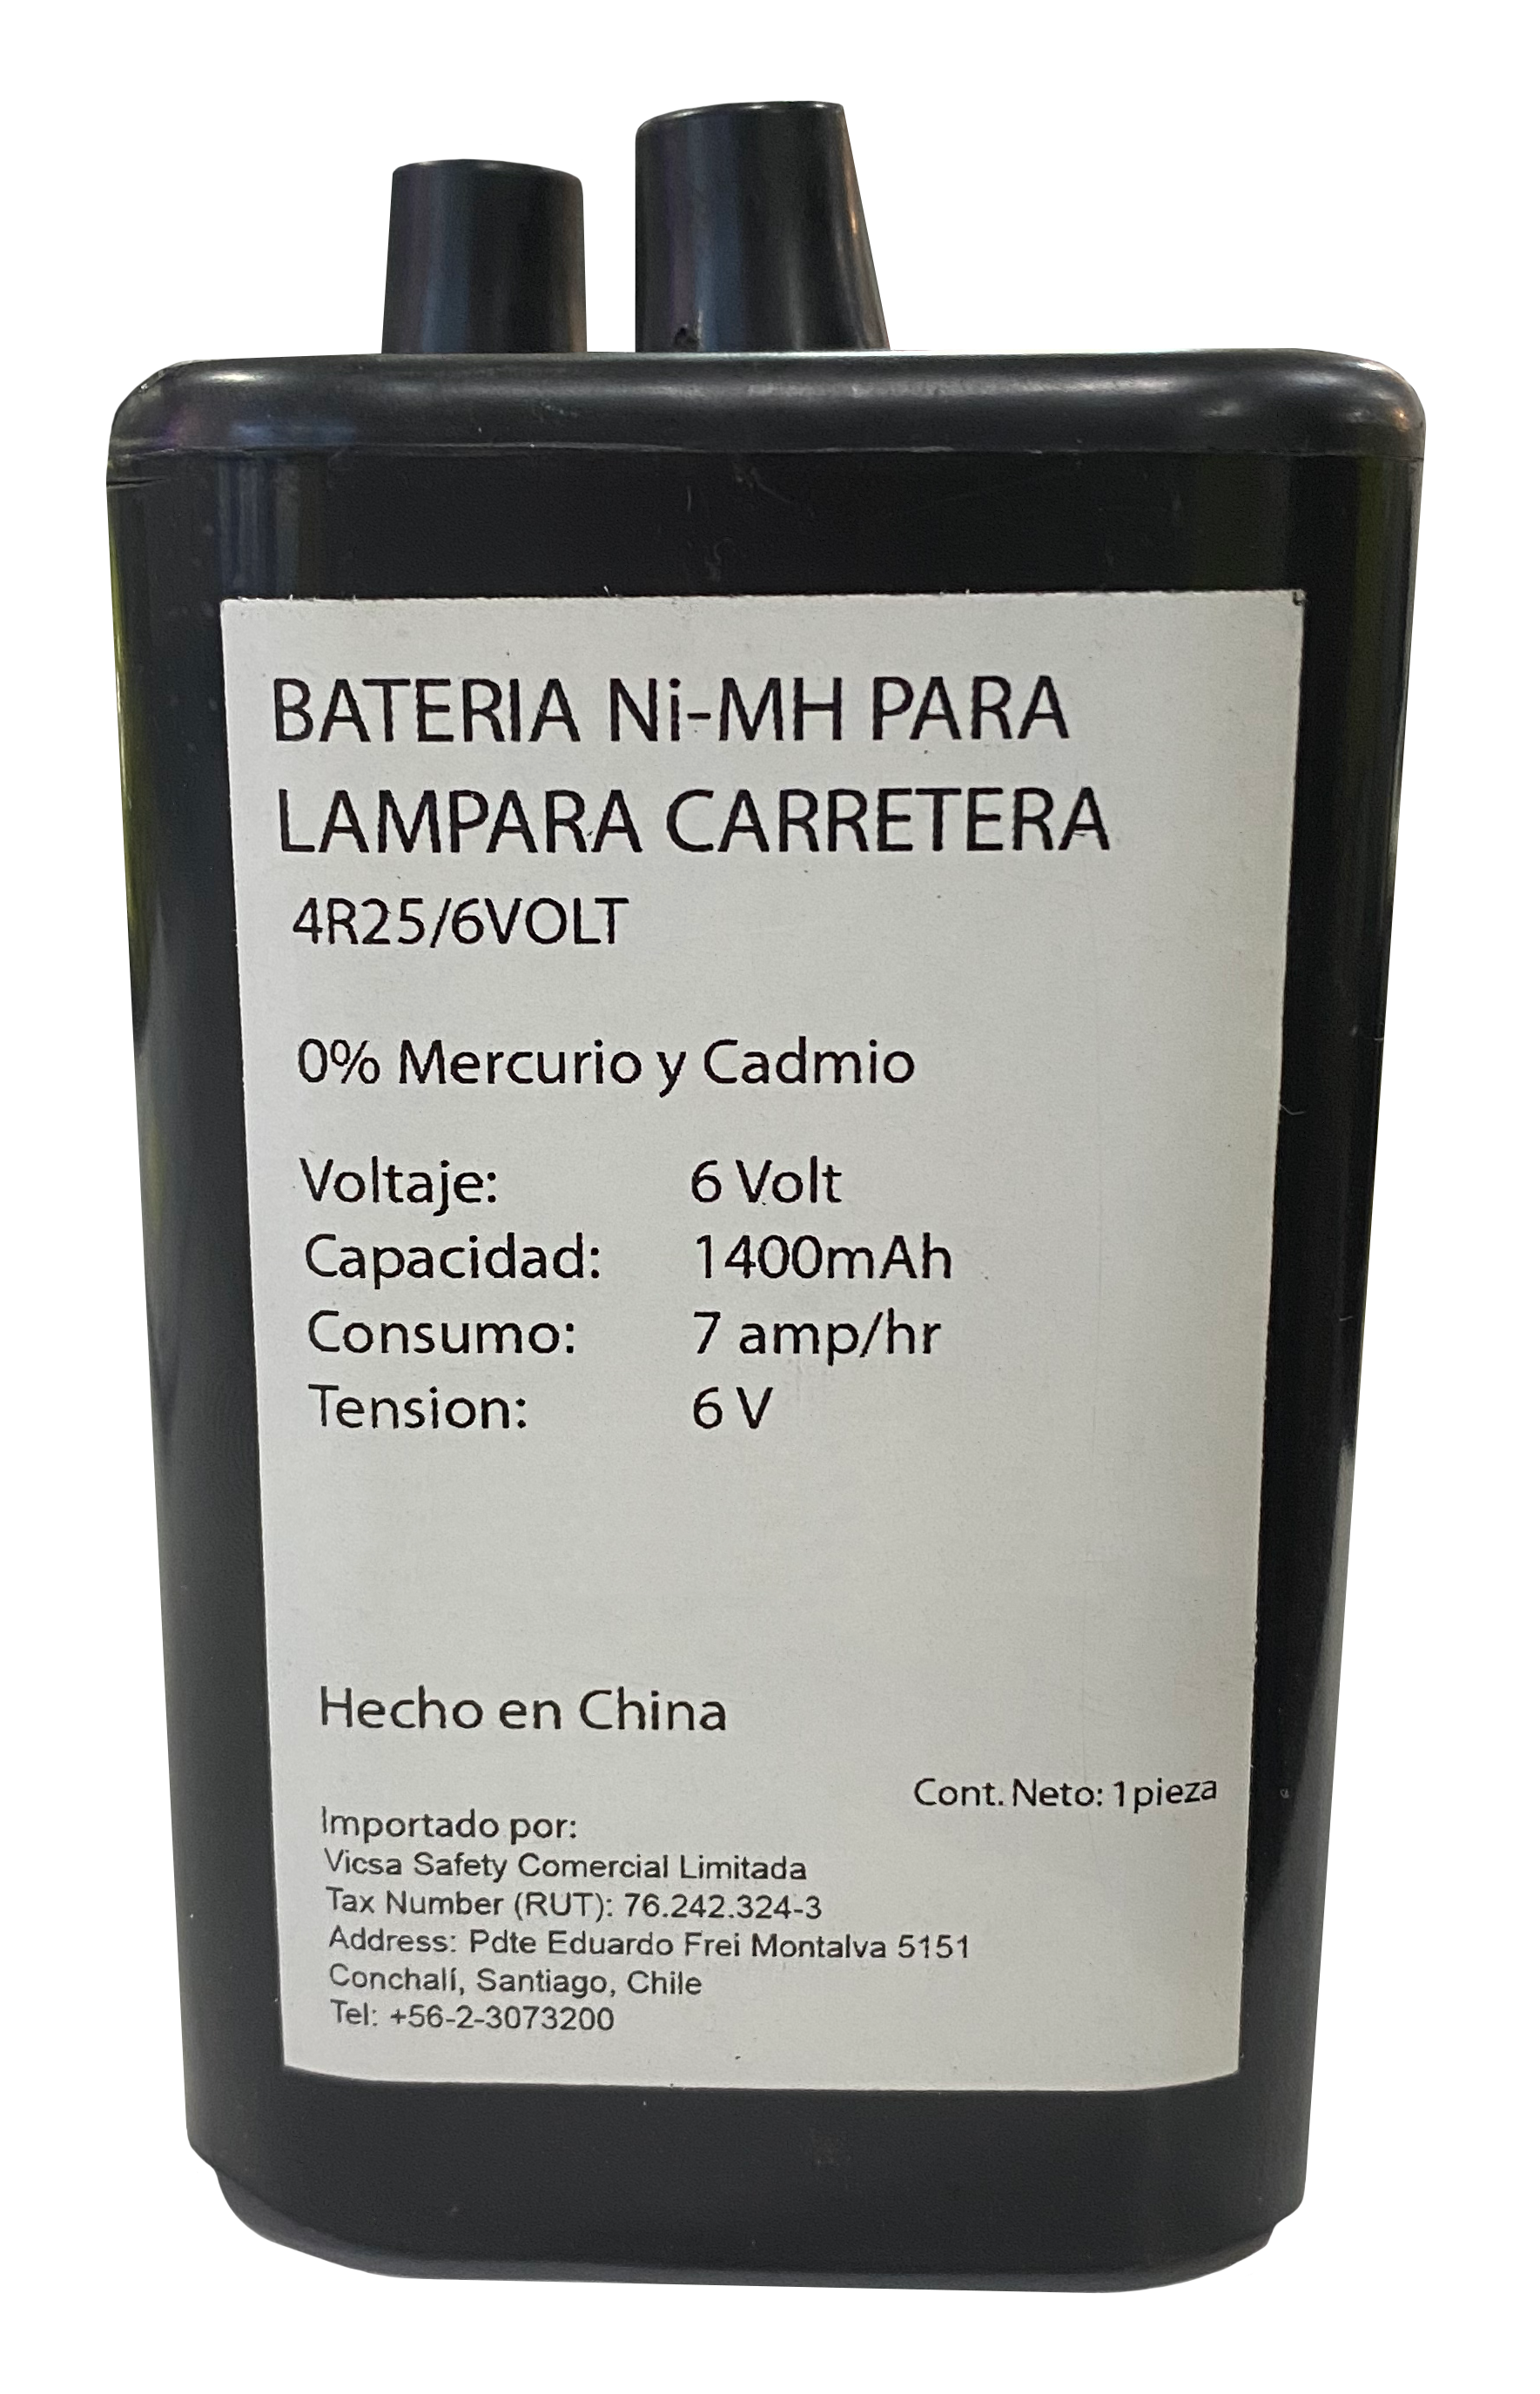 BATERIA Ni-MH PARA
LAMPARA CARRETERA
4R25/6VOLT
0% Mercurio y Cadmio
Voltaje: 6 Volt
Capacidad: 1400mAh
Consumo: 7 amp/hr
Tension: 6 V
Hecho en China
Cont. Neto: 1 pieza
Importado por:
Vicsa Safety Comercial Limitada
Tax Number (RUT): 76.242.324-3
Address: Pdte Eduardo Frei Montalva 5151
Conchalí, Santiago, Chile
Tel: +56-2-3073200